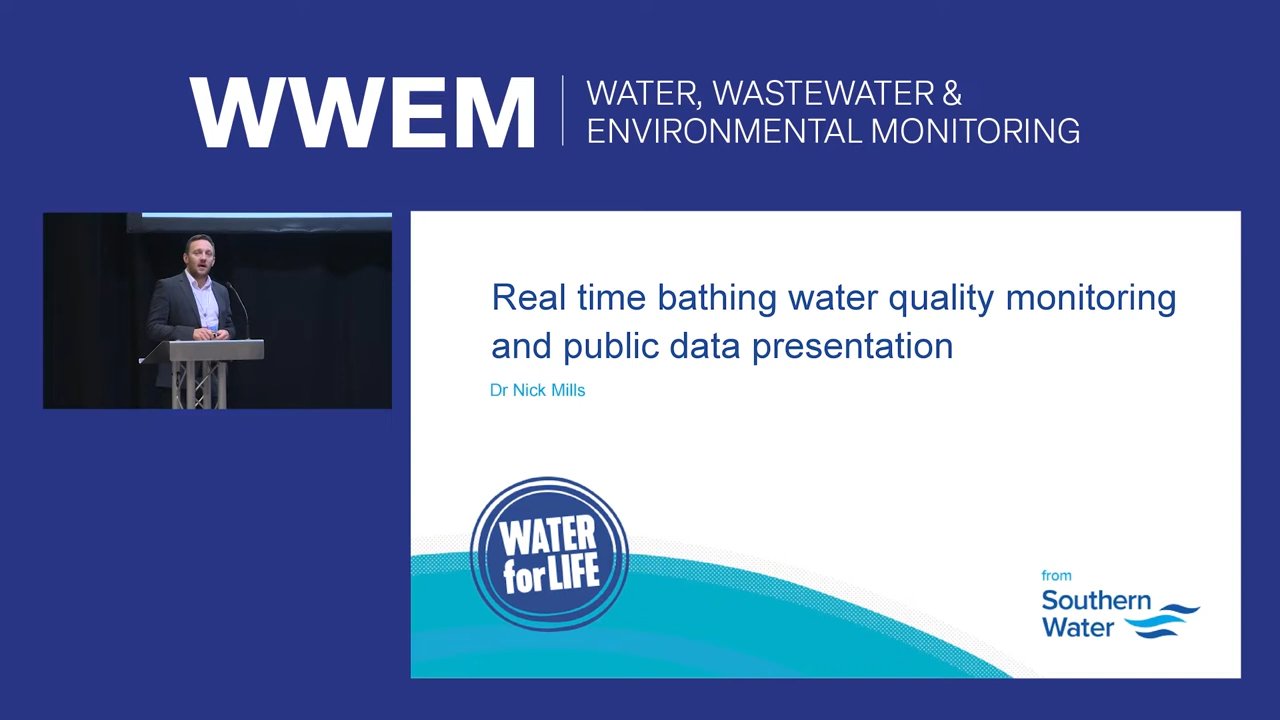 WWEM
WATER, WASTEWATER &
ENVIRONMENTAL MONITORING
Real time bathing water quality monitoring
and public data presentation
Dr Nick Mills
WATER
for LIFE
from
Southern
Water